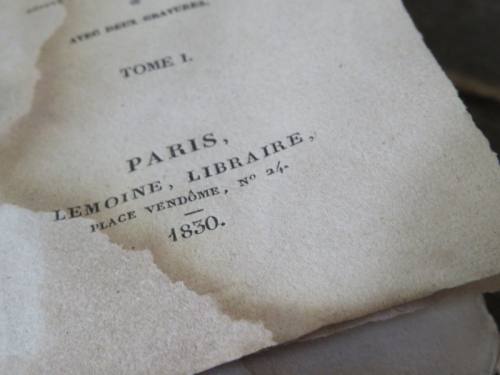 AVEC DEUX GRAVURES.
TOME I.
PARIS,
LEMOINE, LIBRAIRE,
PLACE VENDÔME, Nº 24.
1830.